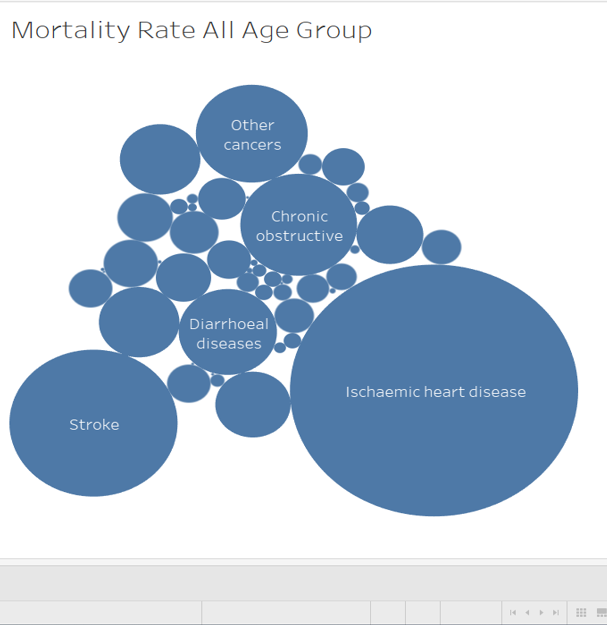 Mortality Rate All Age Group
Other
cancers
Chronic
obstructive
Diarrhoeal
diseases
Ischaemic heart disease
Stroke